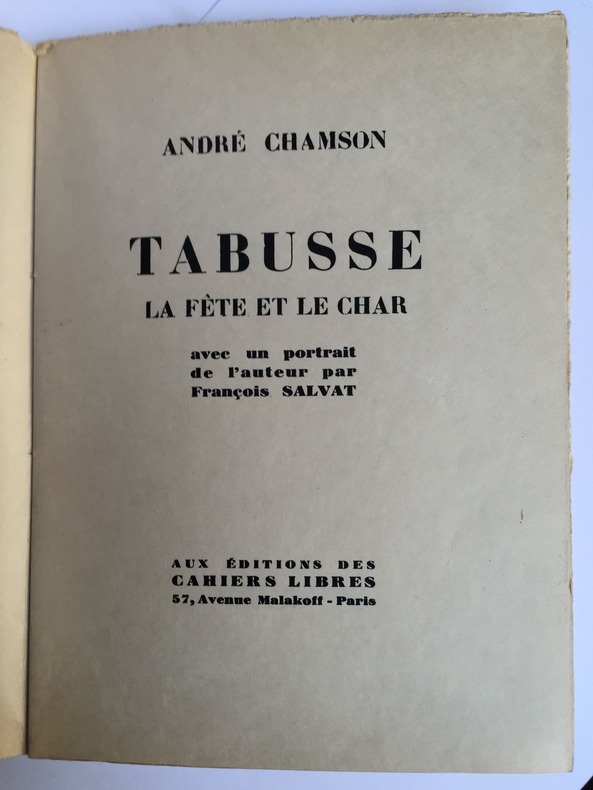 ANDRÉ CHAMSON
TABUSSE
LA FÈTE ET LE CHAR
avec un portrait
de l'auteur par
François SALVAT
AUX ÉDITIONS DES
CAHIERS LIBRES
57, Avenue Malakoff - Paris